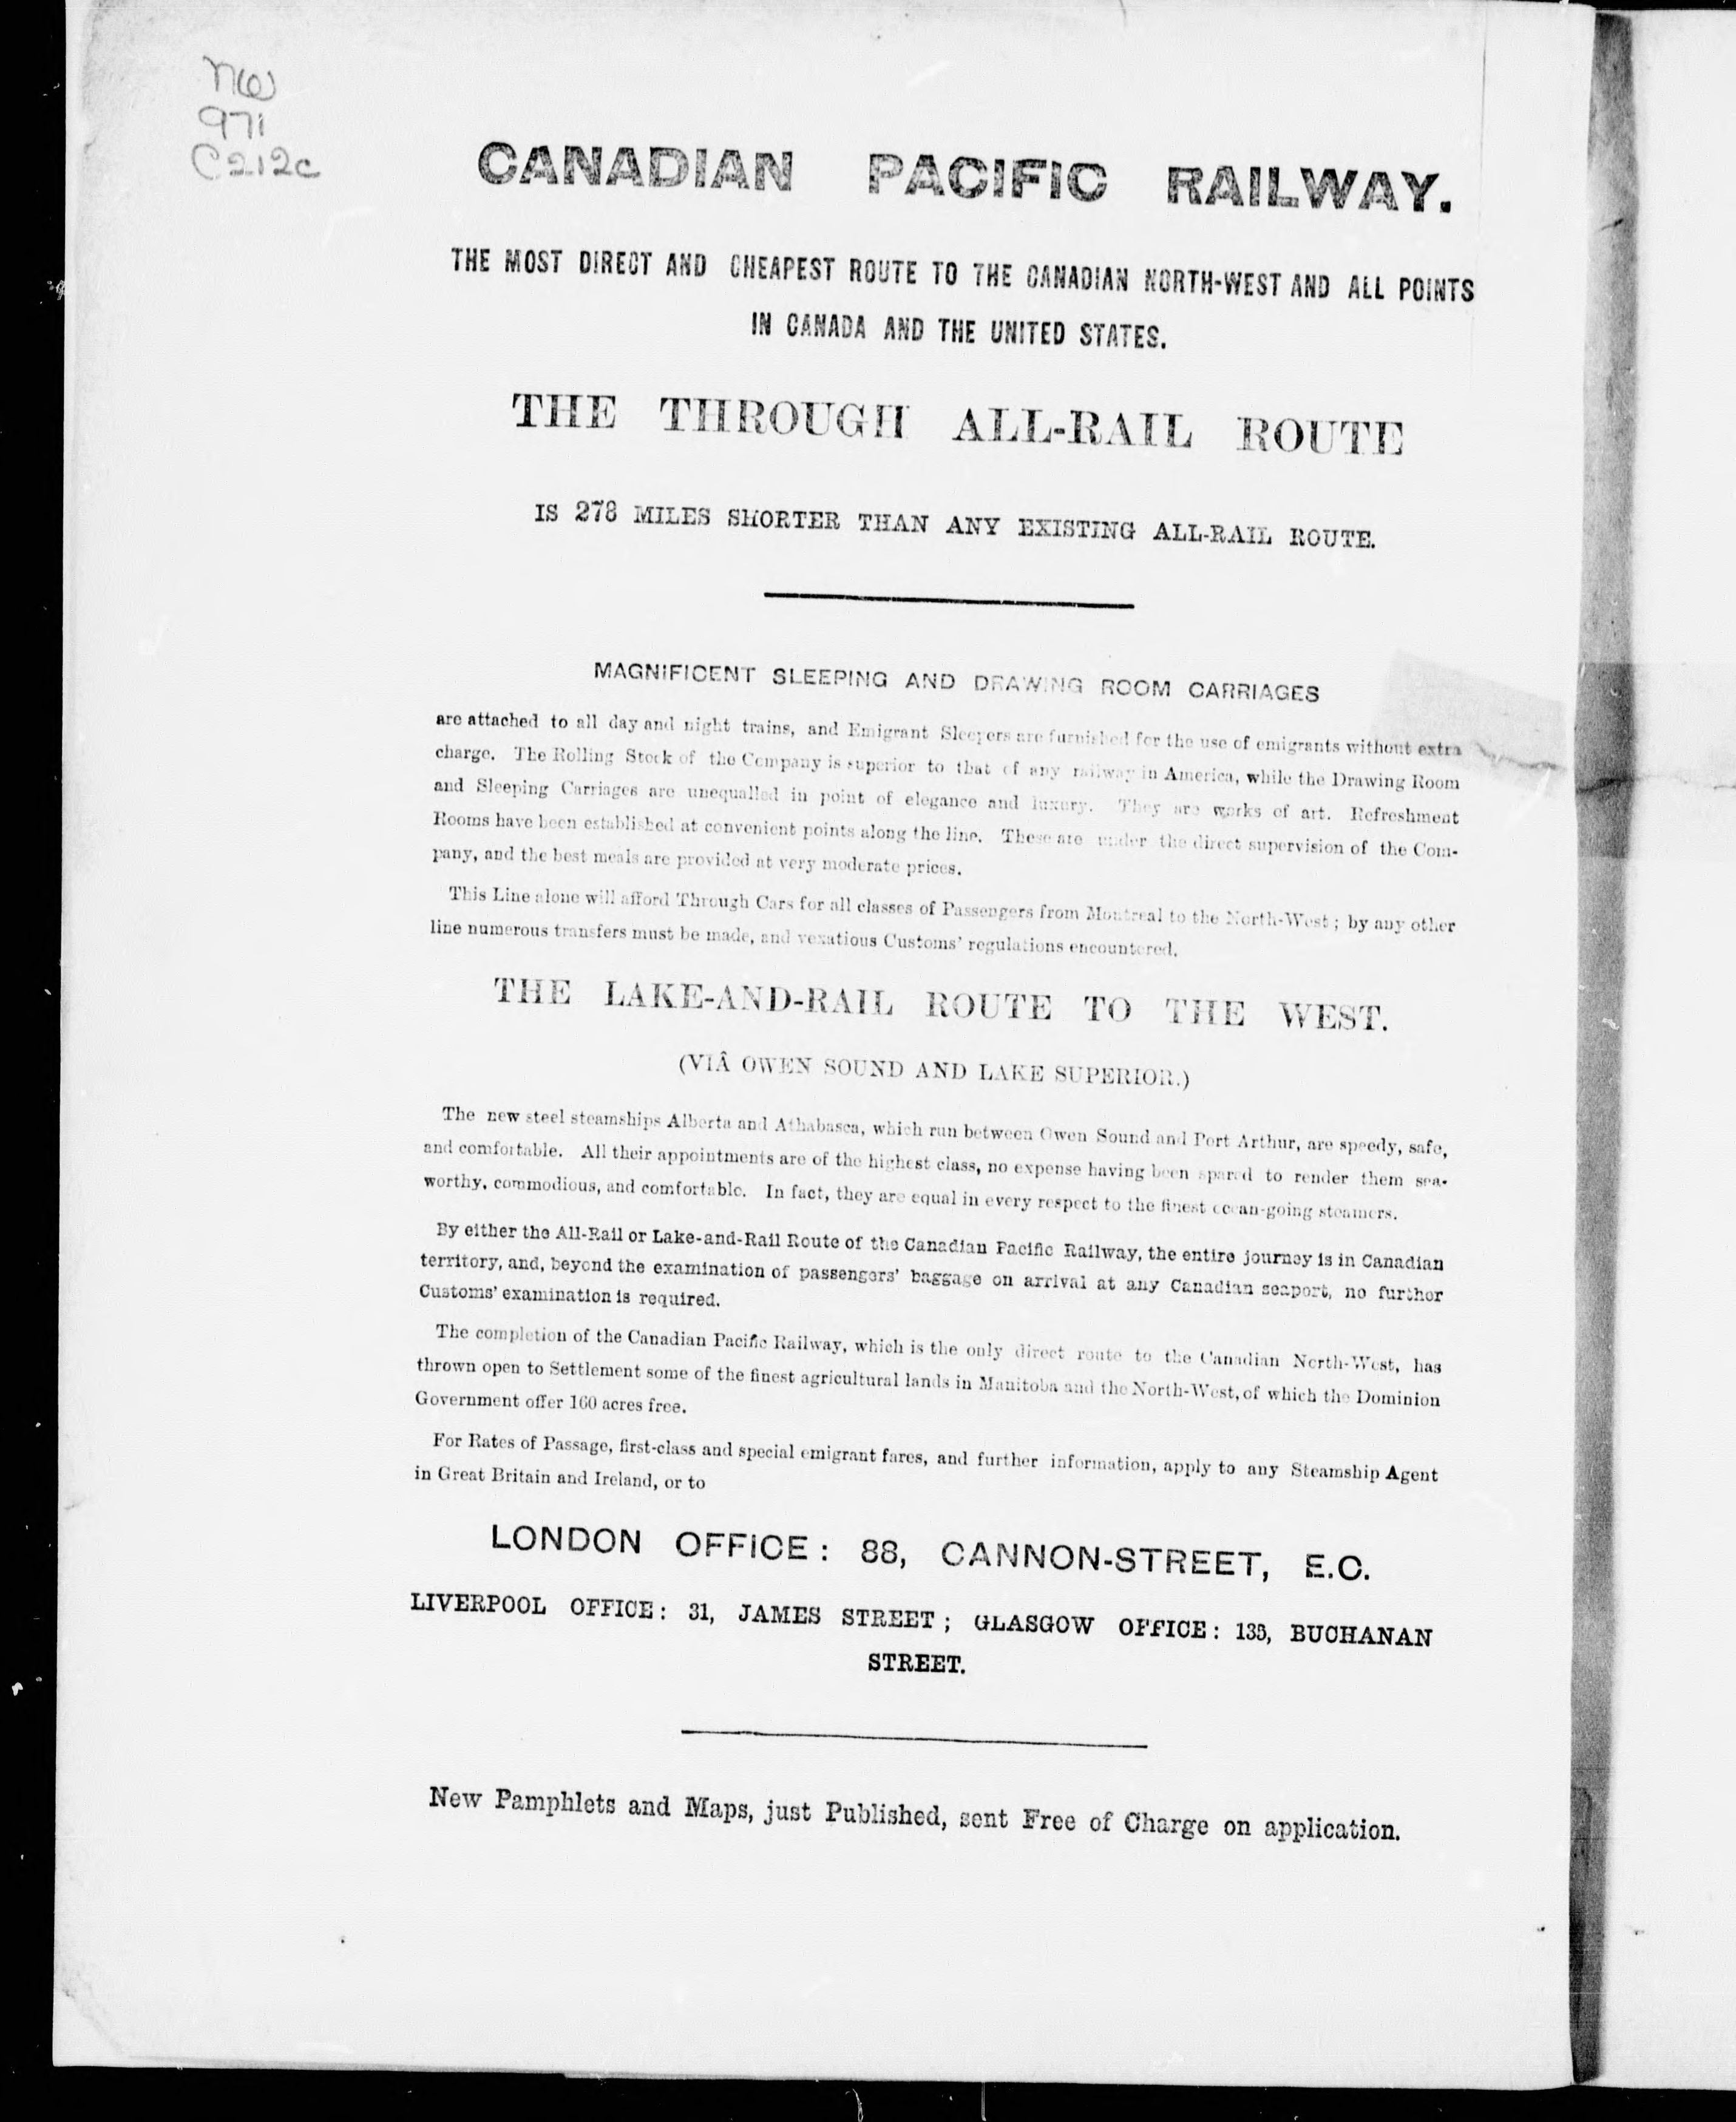 NW
971
C212c
CANADIAN PACIFIC RAILWAY.
THE MOST DIRECT AND CHEAPEST ROUTE TO THE CANADIAN NORTH-WEST AND ALL POINTS
IN CANADA AND THE UNITED STATES.
THE THROUGH ALL-RAIL ROUTE
IS 278 MILES SHORTER THAN ANY EXISTING ALL-RAIL ROUTE.
MAGNIFICENT SLEEPING AND DRAWING ROOM CARRIAGES
are attached to all day and night trains, and Emigrant Sleepers are furnished for the use of emigrants without extra
charge. The Rolling Stock of the Company is superior to that of any railway in America, while the Drawing Room
and Sleeping Carriages are unequalled in point of elegance and luxury. They are works of art. Refreshment
Rooms have been established at convenient points along the line. These are under the direct supervision of the Com-
pany, and the best meals are provided at very moderate prices.
This Line alone will afford Through Cars for all classes of Passengers from Montreal to the North-West; by any other
line numerous transfers must be made, and vexatious Customs' regulations encountered.
THE LAKE-AND-RAIL ROUTE TO THE WEST.
(VIÂ OWEN SOUND AND LAKE SUPERIOR.)
The new steel steamships Alberta and Athabasca, which run between Owen Sound and Port Arthur, are speedy, safe,
and comfortable. All their appointments are of the highest class, no expense having been spared to render them sea-
worthy, commodious, and comfortable. In fact, they are equal in every respect to the finest ocean-going steamers.
By either the All-Rail or Lake-and-Rail Route of the Canadian Pacific Railway, the entire journey is in Canadian
territory, and, beyond the examination of passengers' baggage on arrival at any Canadian seaport, no further
Customs' examination is required.
The completion of the Canadian Pacific Railway, which is the only direct route to the Canadian North-West, has
thrown open to Settlement some of the finest agricultural lands in Manitoba and the North-West, of which the Dominion
Government offer 160 acres free.
For Rates of Passage, first-class and special emigrant fares, and further information, apply to any Steamship Agent
in Great Britain and Ireland, or to
LONDON OFFICE: 88, CANNON-STREET, E.C.
LIVERPOOL OFFICE: 31, JAMES STREET; GLASGOW OFFICE: 135, BUCHANAN
STREET.
New Pamphlets and Maps, just Published, sent Free of Charge on application.